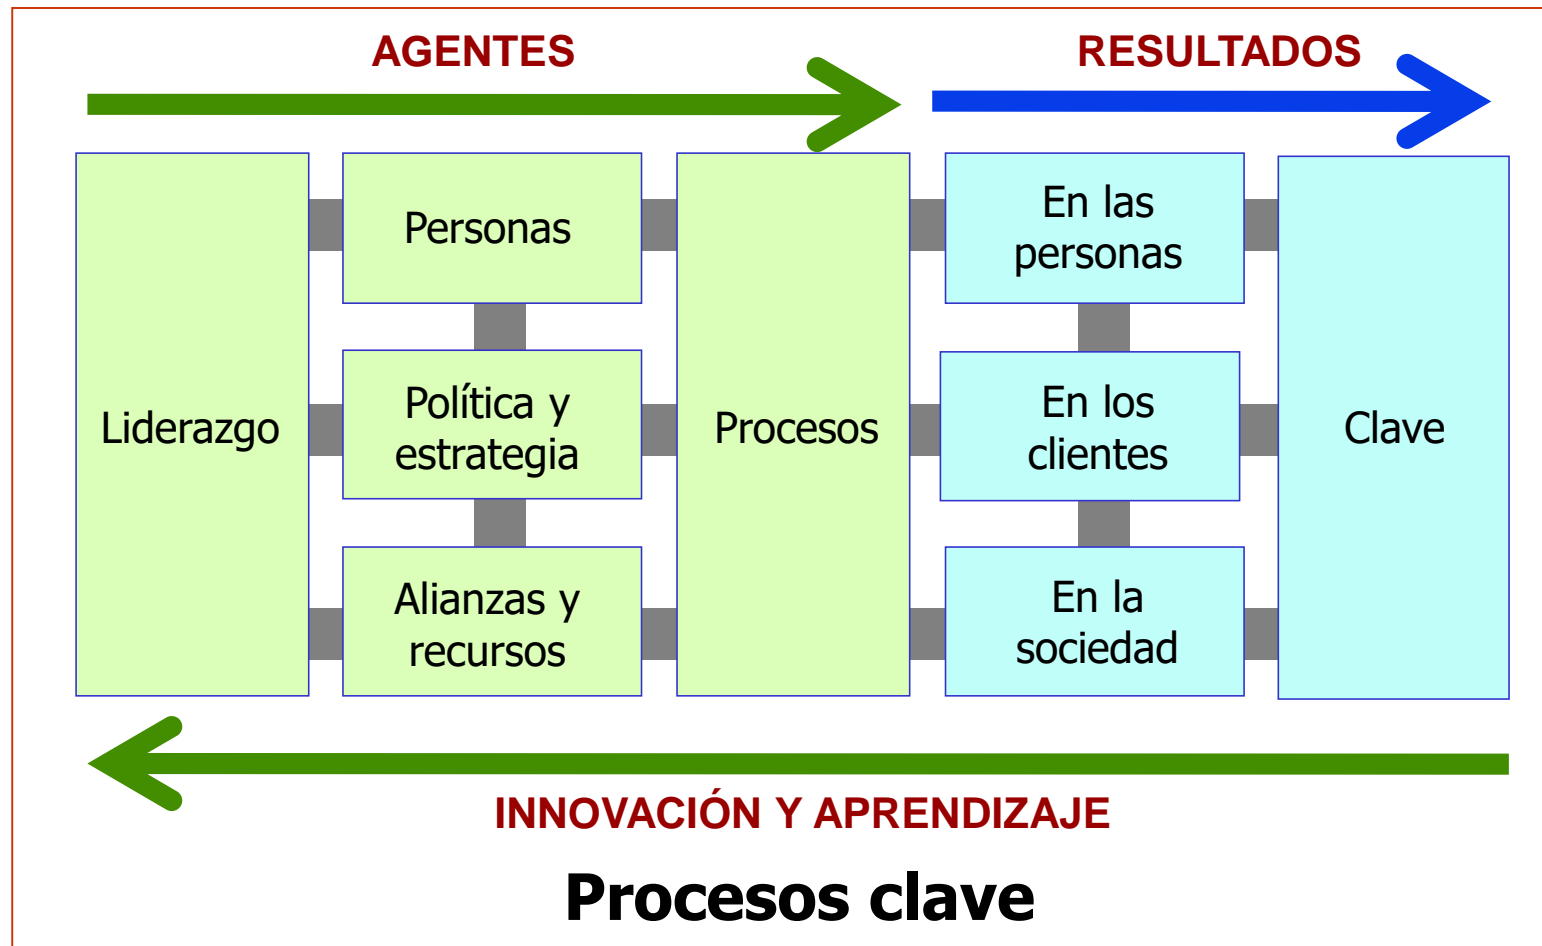 AGENTES
RESULTADOS
Liderazgo
Personas
Política y
estrategia
Alianzas y
recursos
Procesos
En las
personas
En los
clientes
En la
sociedad
Clave
INNOVACIÓN Y APRENDIZAJE
Procesos clave